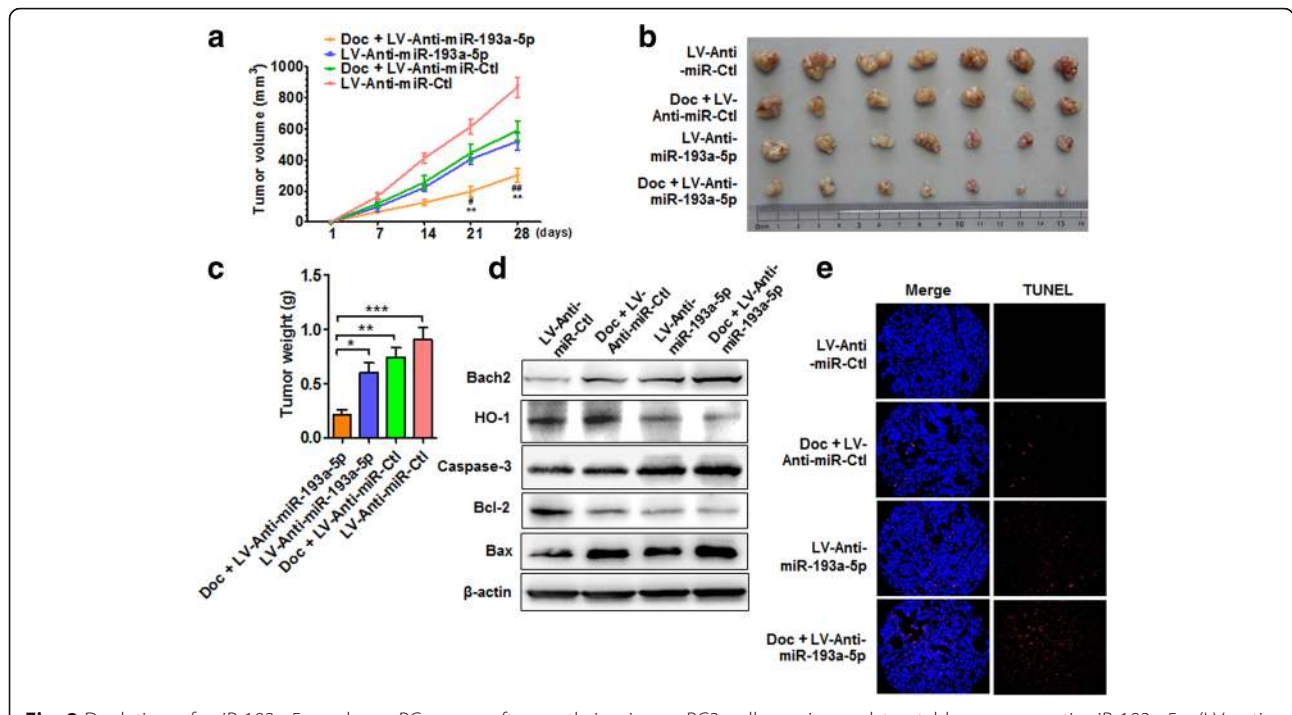 a
Doc + LV-Anti-miR-193a-5p
LV-Anti-miR-193a-5p
Doc + LV-Anti-miR-Ctl
LV-Anti-miR-Ctl
Tumor volume (mm³)
1000
800
600
400
200
0
#
**
##
**
1 7 14 21 28 (days)
b
LV-Anti
-miR-Ctl
Doc + LV-
Anti-miR-Ctl
LV-Anti-
miR-193a-5p
Doc + LV-Anti-
miR-193a-5p
c
Tumor weight (g)
1.5
1.0
0.5
0.0
***
**
*
Doc + LV-Anti-miR-193a-5p
LV-Anti-miR-193a-5p
Doc + LV-Anti-miR-Ctl
LV-Anti-miR-Ctl
d
LV-Anti-
miR-Ctl
Doc + LV-
Anti-miR-Ctl
LV-Anti-
miR-193a-5p
Doc + LV-Anti-
miR-193a-5p
Bach2
HO-1
Caspase-3
Bcl-2
Bax
β-actin
e
Merge TUNEL
LV-Anti
-miR-Ctl
Doc + LV-
Anti-miR-Ctl
LV-Anti-
miR-193a-5p
Doc + LV-Anti-
miR-193a-5p